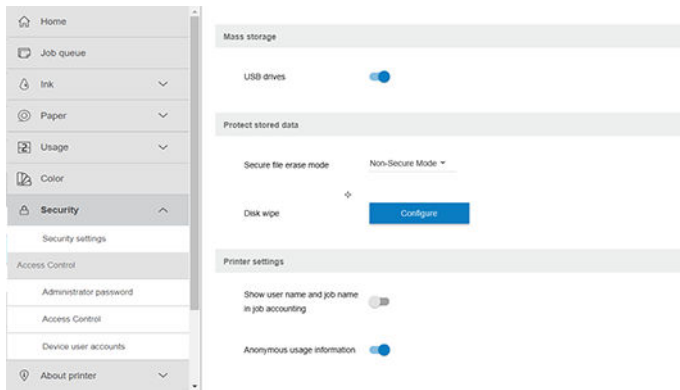 Home
Job queue
Ink
Paper
Usage
Color
Security
Security settings
Access Control
Administrator password
Access Control
Device user accounts
About printer
Mass storage
USB drives
Protect stored data
Secure file erase mode
Non-Secure Mode
Disk wipe
Configure
Printer settings
Show user name and job name
in job accounting
Anonymous usage information